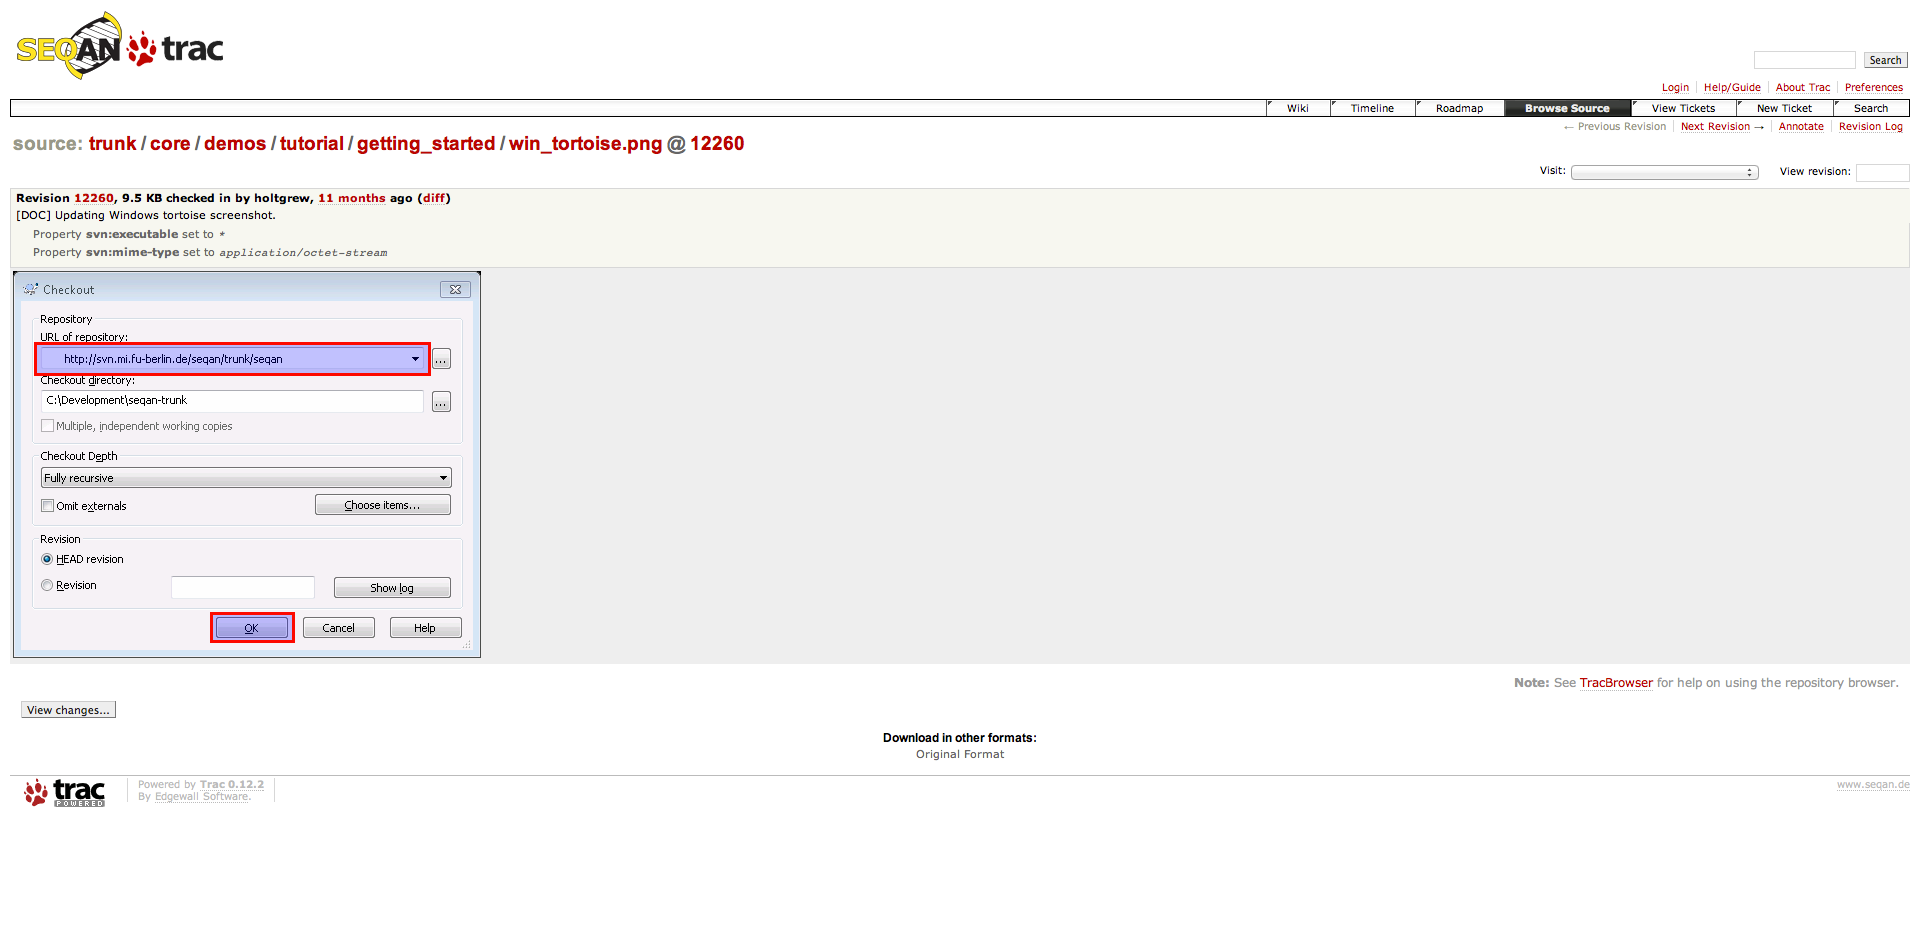 SEQAN trac
Search
Login Help/Guide About Trac Preferences
Wiki Timeline Roadmap Browse Source View Tickets New Ticket Search
← Previous Revision Next Revision → Annotate Revision Log
source: trunk / core / demos / tutorial / getting_started / win_tortoise.png @ 12260
Visit: View revision:
Revision 12260, 9.5 KB checked in by holtgrew, 11 months ago (diff)
[DOC] Updating Windows tortoise screenshot.
Property svn:executable set to *
Property svn:mime-type set to application/octet-stream
Checkout
Repository
URL of repository:
http://svn.mi.fu-berlin.de/seqan/trunk/seqan
...
Checkout directory:
C:\Development\seqan-trunk
...
Multiple, independent working copies
Checkout Depth
Fully recursive
Omit externals Choose items...
Revision
HEAD revision
Revision Show log
OK Cancel Help
Note: See TracBrowser for help on using the repository browser.
View changes...
Download in other formats:
Original Format
trac POWERED
Powered by Trac 0.12.2
By Edgewall Software.
www.seqan.de